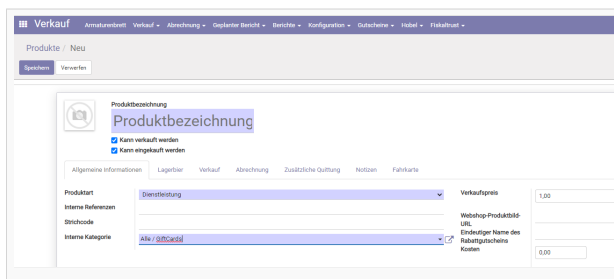 Verkauf Armaturenbrett Verkauf Abrechnung Geplanter Bericht Berichte Konfiguration Gutscheine Hobel Fiskaltrust
Produkte / Neu
Speichern Verwerfen
Produktbezeichnung
Produktbezeichnung
Kann verkauft werden
Kann eingekauft werden
Allgemeine Informationen Lagerbier Verkauf Abrechnung Zusätzliche Quittung Notizen Fahrkarte
Produktart Dienstleistung Verkaufspreis 1,00
Interne Referenzen
Strichcode
Webshop-Produktbild-
URL
Interne Kategorie Alle / GiftCards
Eindeutiger Name des
Rabattgutscheins
Kosten 0,00